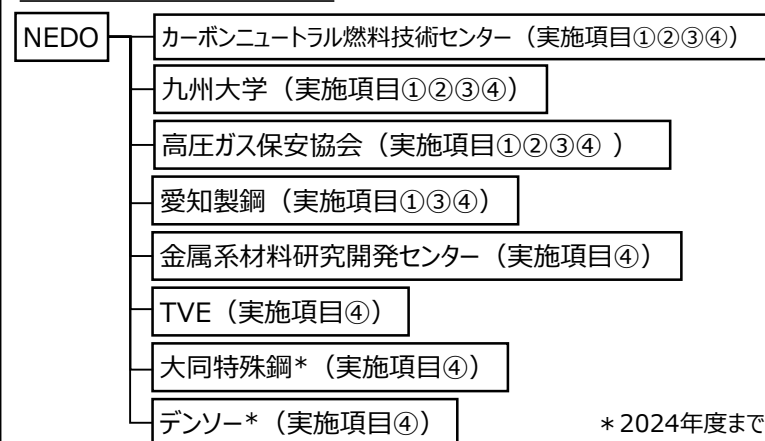 NEDO
カーボンニュートラル燃料技術センター（実施項目①②③④）
九州大学（実施項目①②③④）
高圧ガス保安協会（実施項目①②③④ ）
愛知製鋼（実施項目①③④）
金属系材料研究開発センター（実施項目④）
TVE（実施項目④）
大同特殊鋼*（実施項目④）
デンソー*（実施項目④）
＊2024年度まで